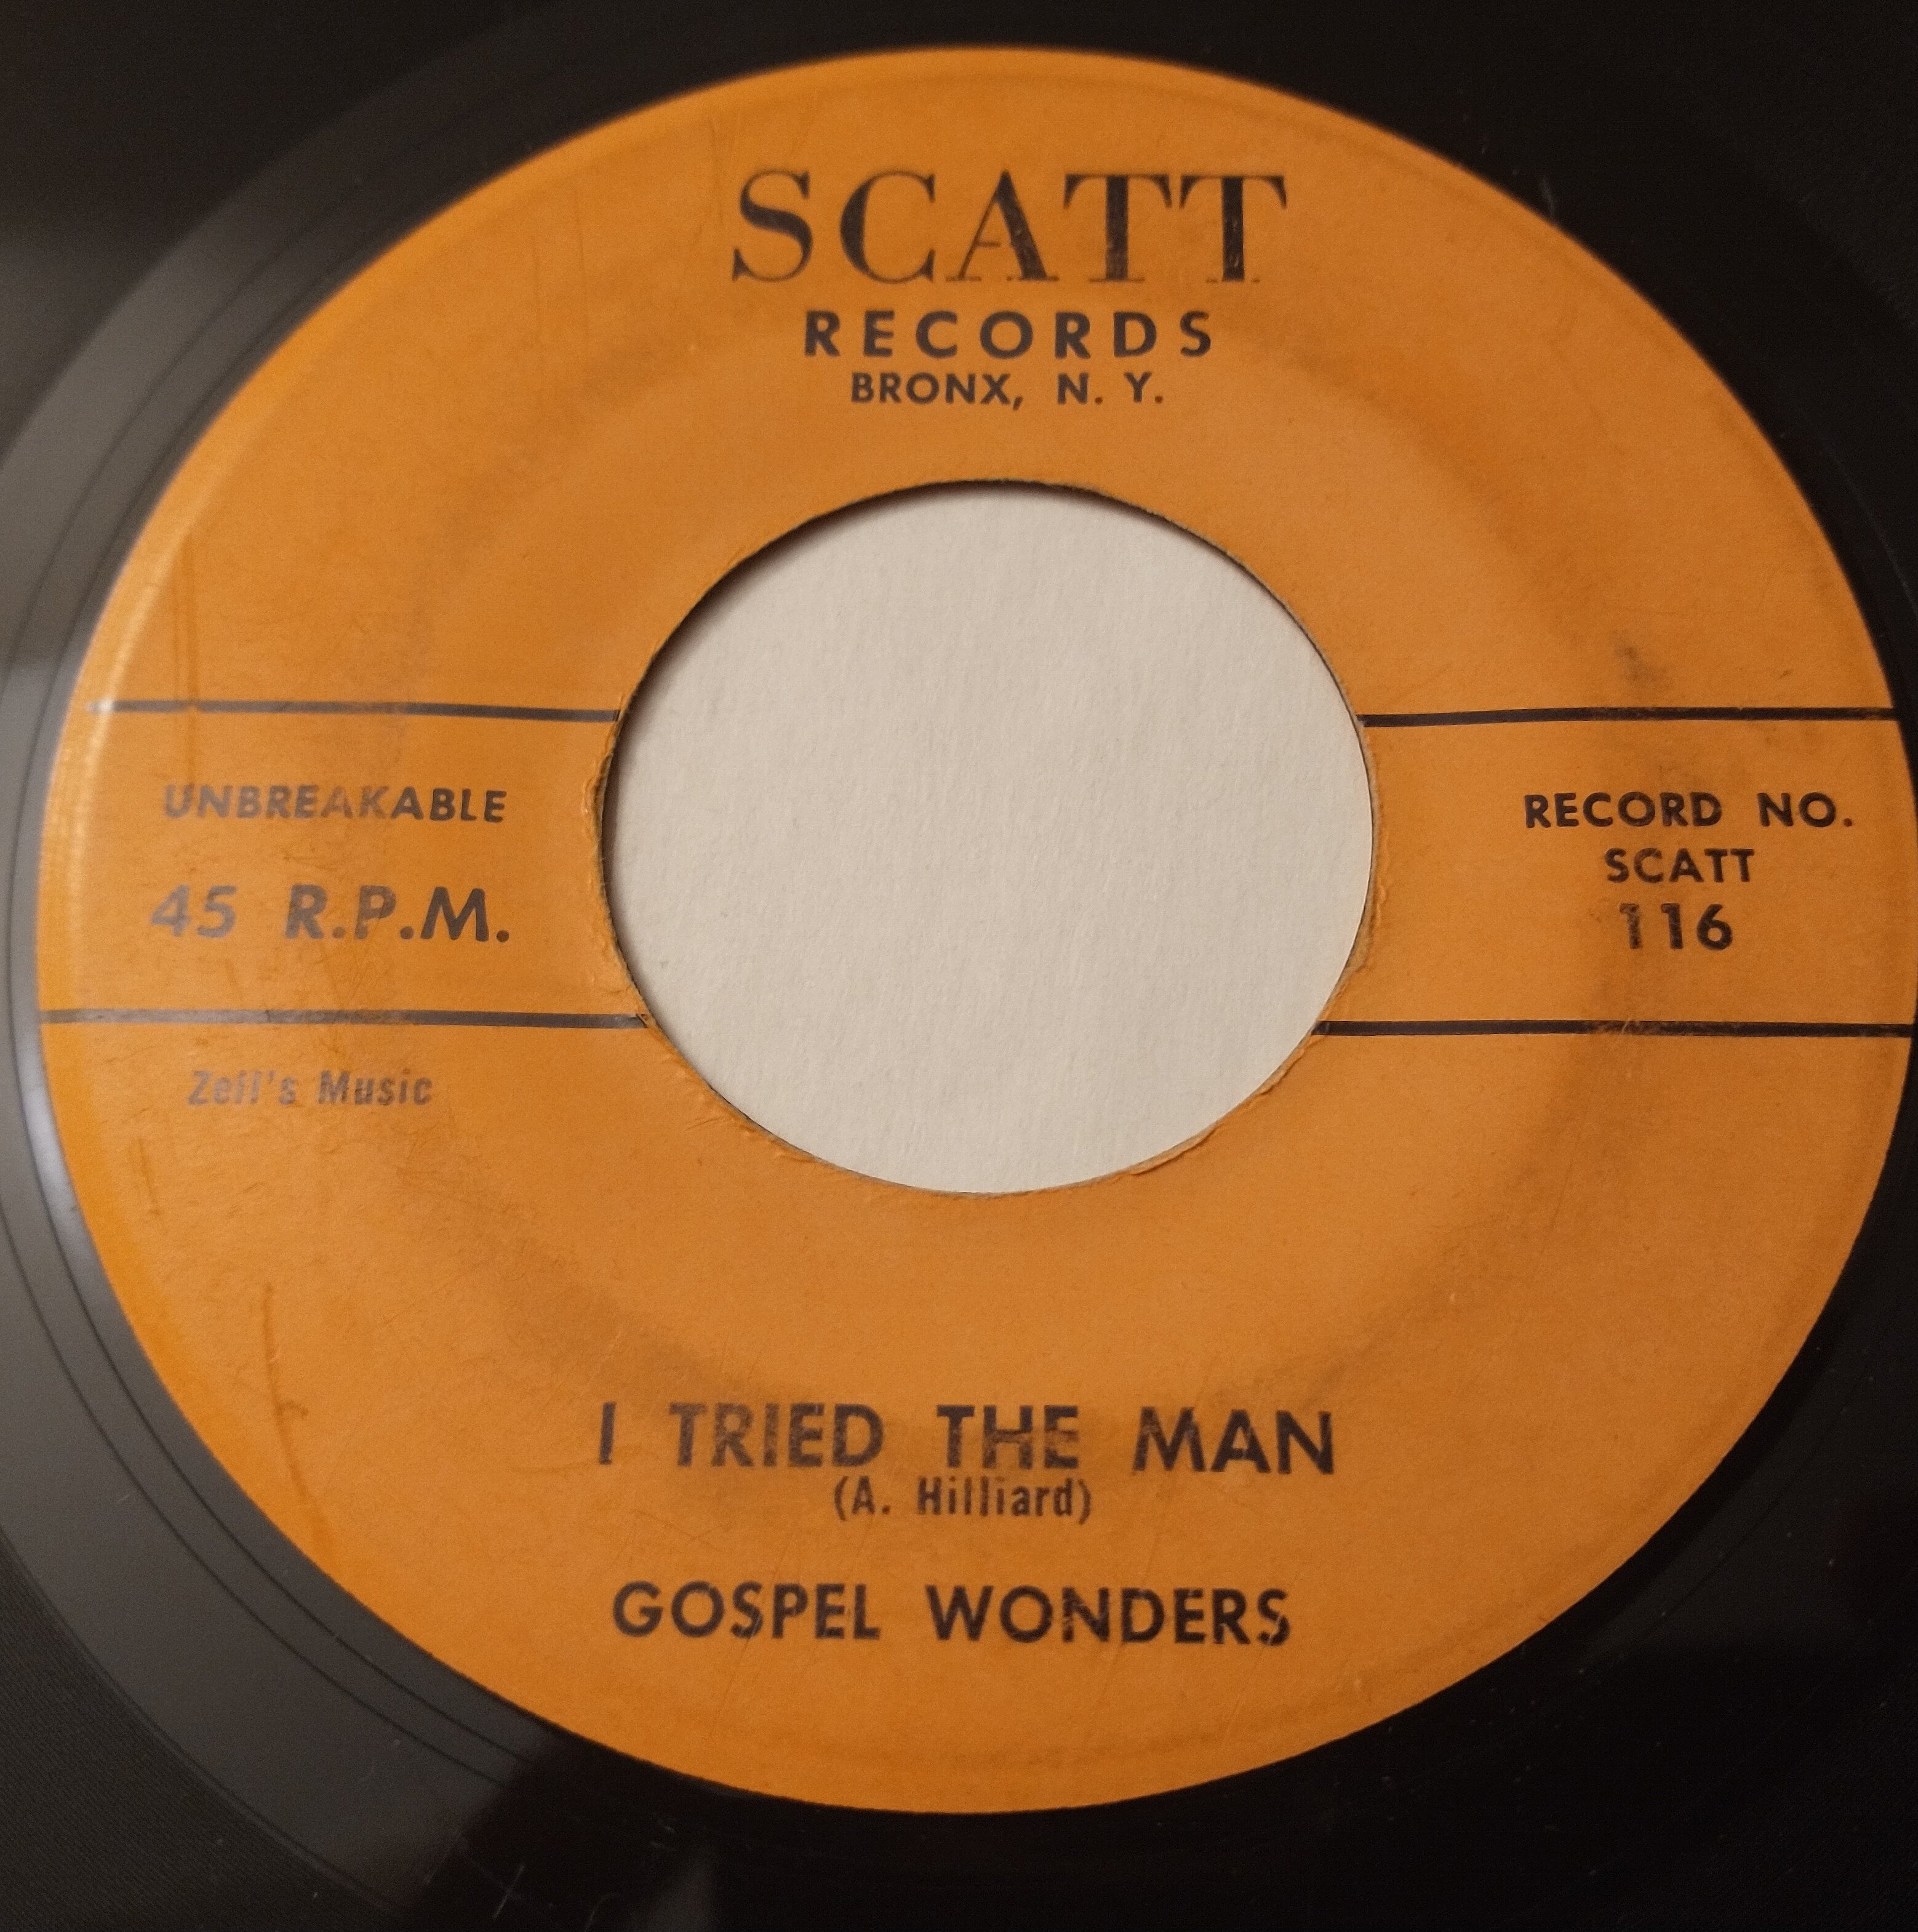 SCATT
RECORDS
BRONX, N. Y.
UNBREAKABLE
45 R.P.M.
RECORD NO.
SCATT
116
Zell's Music
I TRIED THE MAN
(A. Hilliard)
GOSPEL WONDERS